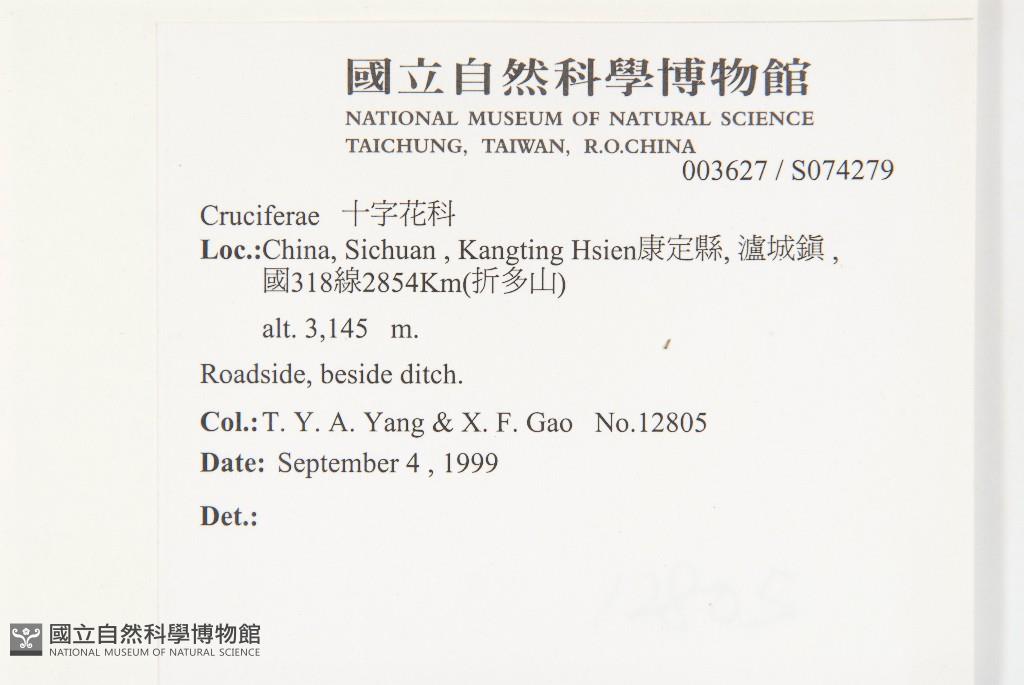 國立自然科學博物館
NATIONAL MUSEUM OF NATURAL SCIENCE
TAICHUNG, TAIWAN, R.O.CHINA
003627 / S074279
Cruciferae 十字花科
Loc.:China, Sichuan , Kangting Hsien康定縣, 瀘城鎮 ,
國318線2854Km(折多山)
alt. 3,145 m.
Roadside, beside ditch.
Col.: T. Y. A. Yang & X. F. Gao No.12805
Date: September 4 , 1999
Det.:
12805
國立自然科學博物館
NATIONAL MUSEUM OF NATURAL SCIENCE